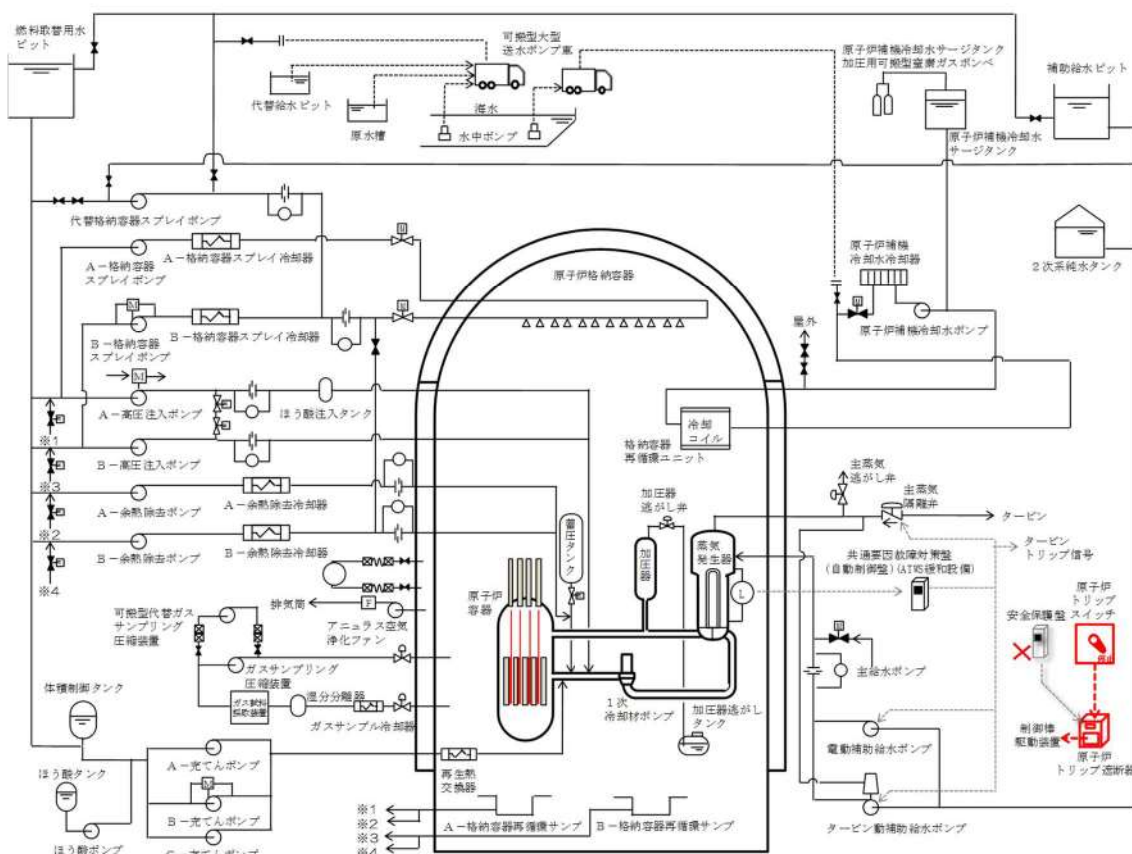 燃料取替用水
ピット
可搬型大型
送水ポンプ車
原子炉補機冷却水サージタンク
加圧用可搬型窒素ガスボンベ
補助給水ピット
代替給水ピット
原水槽
海水
水中ポンプ
原子炉補機冷却水
サージタンク
代替格納容器スプレイポンプ
A-格納容器
スプレイポンプ
A-格納容器スプレイ冷却器
原子炉格納容器
原子炉補機
冷却水冷却器
2次系純水タンク
M
B-格納容器
スプレイポンプ
B-格納容器スプレイ冷却器
屋外
原子炉補機冷却水ポンプ
M
A-高圧注入ポンプ
ほう酸注入タンク
※1
冷却
コイル
格納容器
再循環ユニット
B-高圧注入ポンプ
※3
主蒸気
逃がし弁
A-余熱除去ポンプ
A-余熱除去冷却器
※2
加圧器
逃がし弁
主蒸気
隔離弁
タービン
B-余熱除去ポンプ
B-余熱除去冷却器
※4
蓄圧タンク
加圧器
蒸気
発生器
タービン
トリップ信号
共通要因故障対策盤
(自動制御盤)(ATWS緩和設備)
L
原子炉
容器
排気筒
F
アニュラス空気
浄化ファン
可搬型代替ガス
サンプリング
圧縮装置
原子炉
トリップ
スイッチ
安全保護盤
停止
ガスサンプリング
圧縮装置
主給水ポンプ
体積制御タンク
ガス試料
採取装置
湿分分離器
ガスサンプル冷却器
1次
冷却材ポンプ
加圧器逃がし
タンク
制御棒
駆動装置
電動補助給水ポンプ
原子炉
トリップ遮断器
A-充てんポンプ
再生熱
交換器
ほう酸タンク
M
B-充てんポンプ
※1
※2
※3
※4
A-格納容器再循環サンプ
B-格納容器再循環サンプ
タービン動補助給水ポンプ
ほう酸ポンプ
C-充てんポンプ